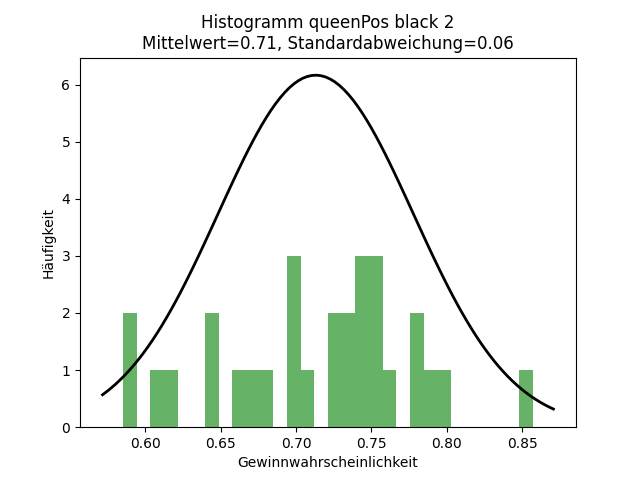 Histogramm queenPos black 2
Mittelwert=0.71, Standardabweichung=0.06
6
5
4
3
2
1
0
Häufigkeit
0.60 0.65 0.70 0.75 0.80 0.85
Gewinnwahrscheinlichkeit